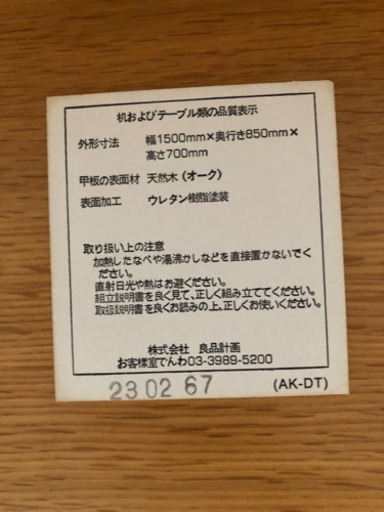 机およびテーブル類の品質表示
外形寸法 幅1500mm×奥行き850mm×
高さ700mm
甲板の表面材 天然木（オーク）
表面加工 ウレタン樹脂塗装
取り扱い上の注意
加熱したなべや湯沸かしなどを直接置かないでく
ださい。
直射日光や熱はお避けください。
組立説明書を良く見て、正しく組み立ててください。
取扱説明書を良くお読みの上、正しくお使いください。
株式会社 良品計画
お客様室でんわ03-3989-5200
23 02 67 (AK-DT)